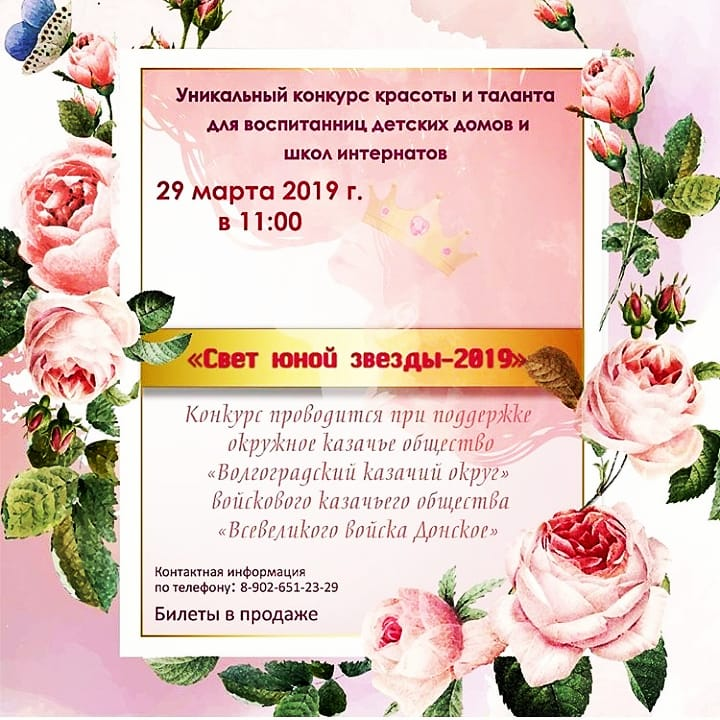 Уникальный конкурс красоты и таланта
для воспитанниц детских домов и
школ интернатов
29 марта 2019 г.
в 11:00
«Свет юной звезды-2019»
Конкурс проводится при поддержке
окружное казачье общество
«Волгоградский казачий округ»
войскового казачьего общества
«Всевеликого войска Донское»
Контактная информация
по телефону: 8-902-651-23-29
Билеты в продаже